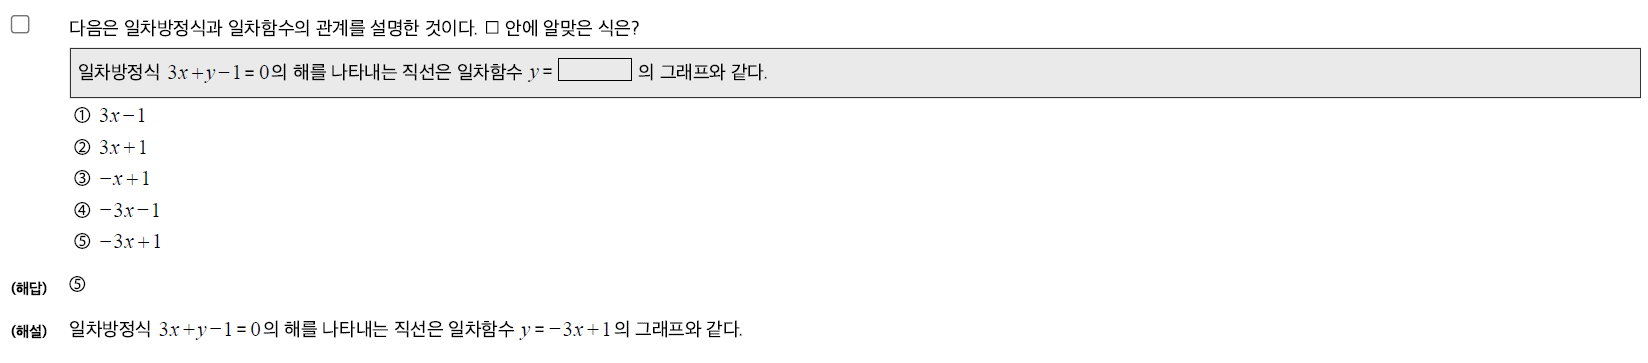 다음은 일차방정식과 일차함수의 관계를 설명한 것이다. □ 안에 알맞은 식은?
일차방정식 3x+y−1=0의 해를 나타내는 직선은 일차함수 y=□의 그래프와 같다.
① 3x−1
② 3x+1
③ −x+1
④ −3x−1
⑤ −3x+1
(해답) ⑤
(해설) 일차방정식 3x+y−1=0의 해를 나타내는 직선은 일차함수 y=−3x+1의 그래프와 같다.